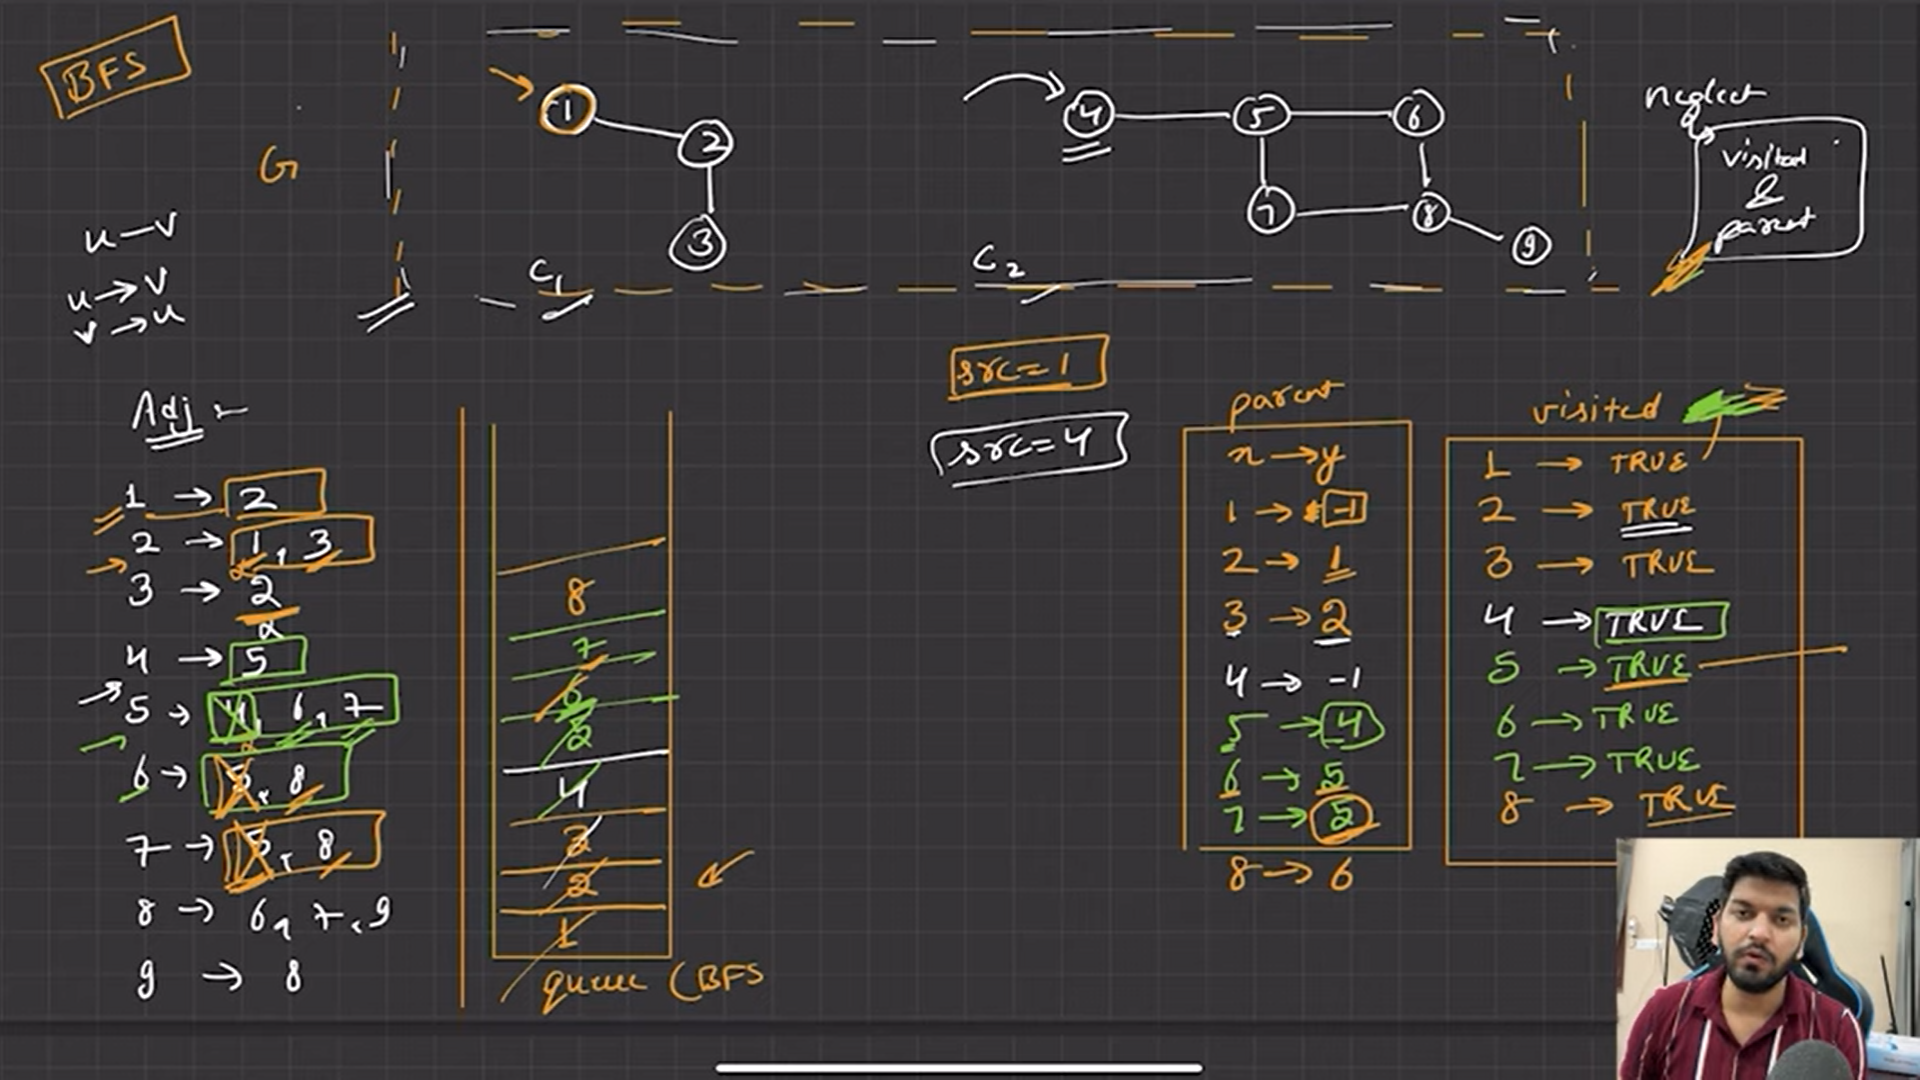 BFS
G
u — v
u → v
v → u
1
2
3
C1
4
5
6
7
8
9
C2
neglect
visited
&
parent
src = 1
src = 4
Adj
1 → 2
2 → 1, 3
3 → 2
4 → 5
5 → 4, 6, 7
6 → 5, 8
7 → 5, 8
8 → 6, 7, 9
9 → 8
8
7
6
5
4
3
2
1
queue (BFS
parent
x → y
1 → -1
2 → 1
3 → 2
4 → -1
5 → 4
6 → 5
7 → 5
8 → 6
visited
1 → TRUE
2 → TRUE
3 → TRUE
4 → TRUE
5 → TRUE
6 → TRUE
7 → TRUE
8 → TRUE